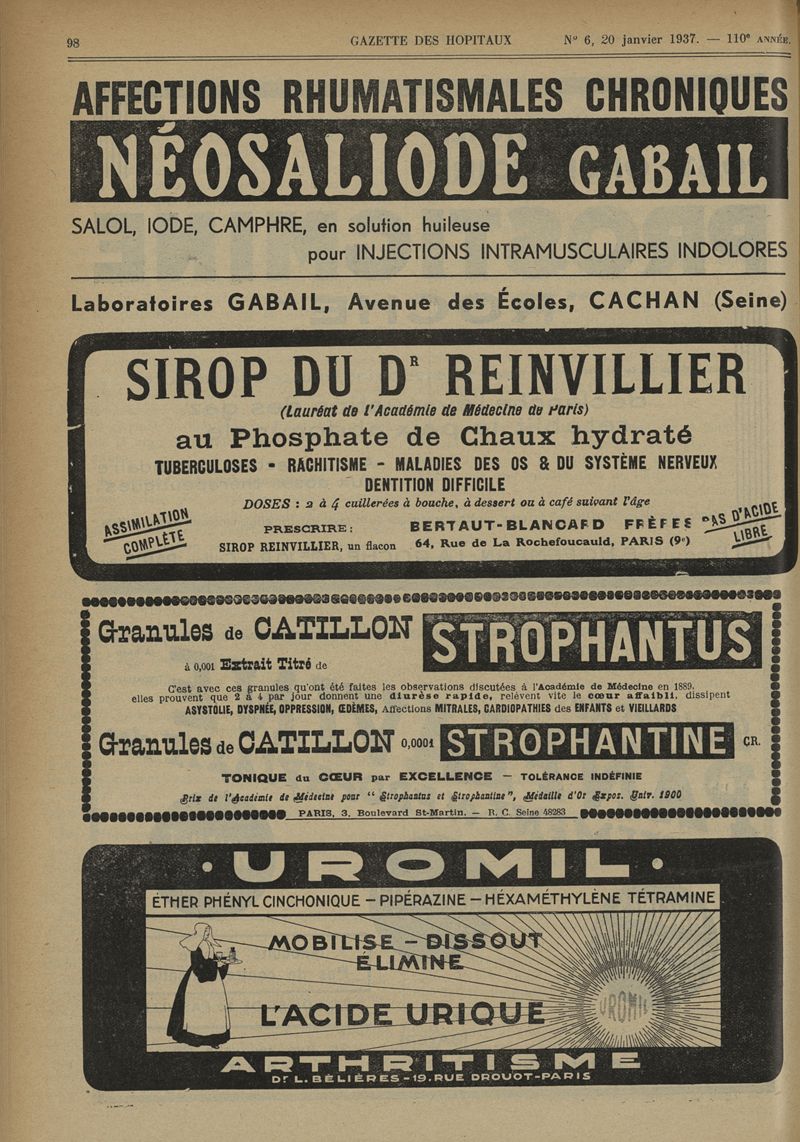 98
GAZETTE DES HOPITAUX
N° 6, 20 janvier 1937. — 110e ANNÉE.
AFFECTIONS RHUMATISMALES CHRONIQUES
NÉOSALIODE GABAIL
SALOL, IODE, CAMPHRE, en solution huileuse
pour INJECTIONS INTRAMUSCULAIRES INDOLORES
Laboratoires GABAIL, Avenue des Écoles, CACHAN (Seine)
SIROP DU DR REINVILLIER
(Lauréat de l'Académie de Médecine de Paris)
au Phosphate de Chaux hydraté
TUBERCULOSES - RACHITISME - MALADIES DES OS & DU SYSTÈME NERVEUX
DENTITION DIFFICILE
DOSES : 2 à 4 cuillerées à bouche, à dessert ou à café suivant l'âge
ASSIMILATION
COMPLÈTE
PRESCRIRE :
SIROP REINVILLIER, un flacon
BERTAUT-BLANCARD FRÈRES
64, Rue de La Rochefoucauld, PARIS (9e)
PAS D'ACIDE
LIBRE
Granules de CATILLON
à 0,001 Extrait Titré de
STROPHANTUS
C'est avec ces granules qu'ont été faites les observations discutées à l'Académie de Médecine en 1889,
elles prouvent que 2 à 4 par jour donnent une diurèse rapide, relèvent vite le cœur affaibli, dissipent
ASYSTOLIE, DYSPNÉE, OPPRESSION, ŒDÈMES, Affections MITRALES, CARDIOPATHIES des ENFANTS et VIEILLARDS
Granules de CATILLON 0,0001 STROPHANTINE CR.
TONIQUE du CŒUR par EXCELLENCE — TOLÉRANCE INDÉFINIE
Prix de l'Académie de Médecine pour “ Strophantus et Strophantine ”, Médaille d'Or Expos. Univ. 1900
PARIS, 3, Boulevard St-Martin. — R. C. Seine 48283
· UROMIL ·
ÉTHER PHÉNYL CINCHONIQUE — PIPÉRAZINE — HÉXAMÉTHYLÈNE TÉTRAMINE
MOBILISE — DISSOUT
ÉLIMINE
L'ACIDE URIQUE
UROMIL
ARTHRITISME
Dr L. BÉLIÈRES - 19, RUE DROUOT - PARIS